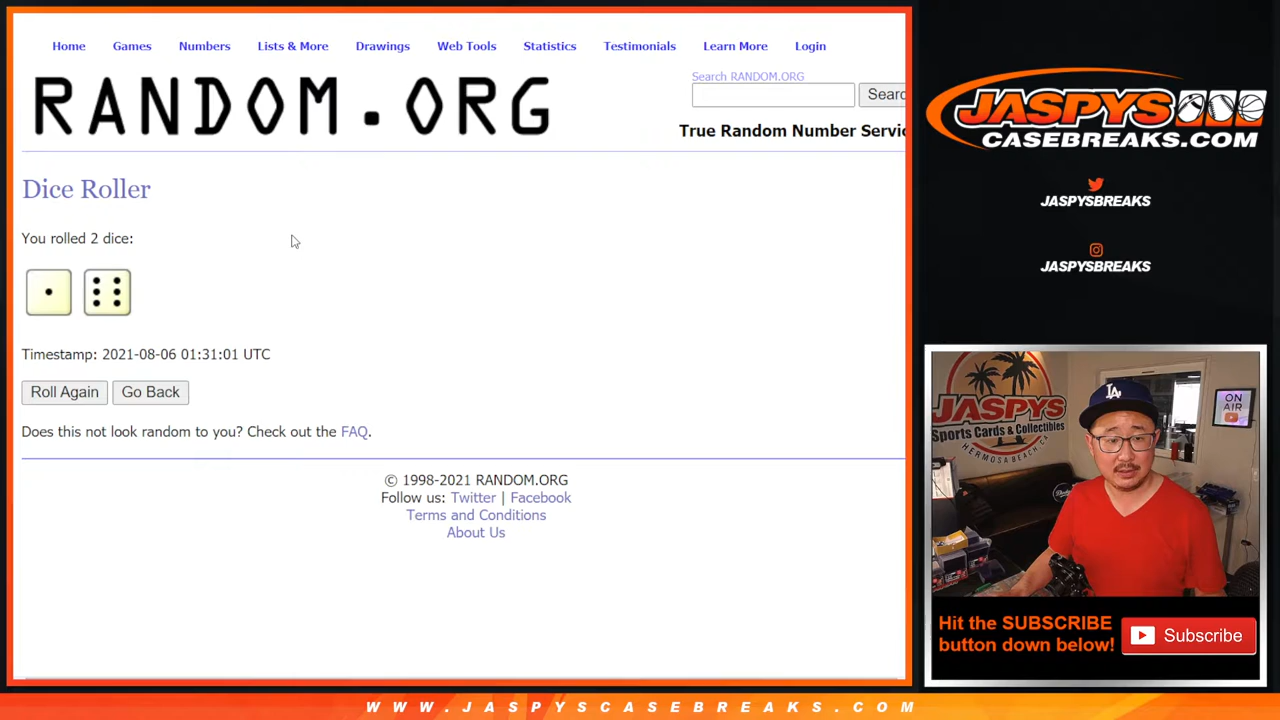 Home Games Numbers Lists & More Drawings Web Tools Statistics Testimonials Learn More Login
RANDOM.ORG
Search RANDOM.ORG
Searc
True Random Number Servic
Dice Roller
You rolled 2 dice:
Timestamp: 2021-08-06 01:31:01 UTC
Roll Again Go Back
Does this not look random to you? Check out the FAQ.
© 1998-2021 RANDOM.ORG
Follow us: Twitter | Facebook
Terms and Conditions
About Us
JASPYS
CASEBREAKS.COM
JASPYSBREAKS
JASPYSBREAKS
JASPYS
Sports Cards & Collectibles
HERMOSA BEACH, CA
LA
ON
AIR
Hit the SUBSCRIBE
button down below!
Subscribe
WWW.JASPYSCASEBREAKS.COM